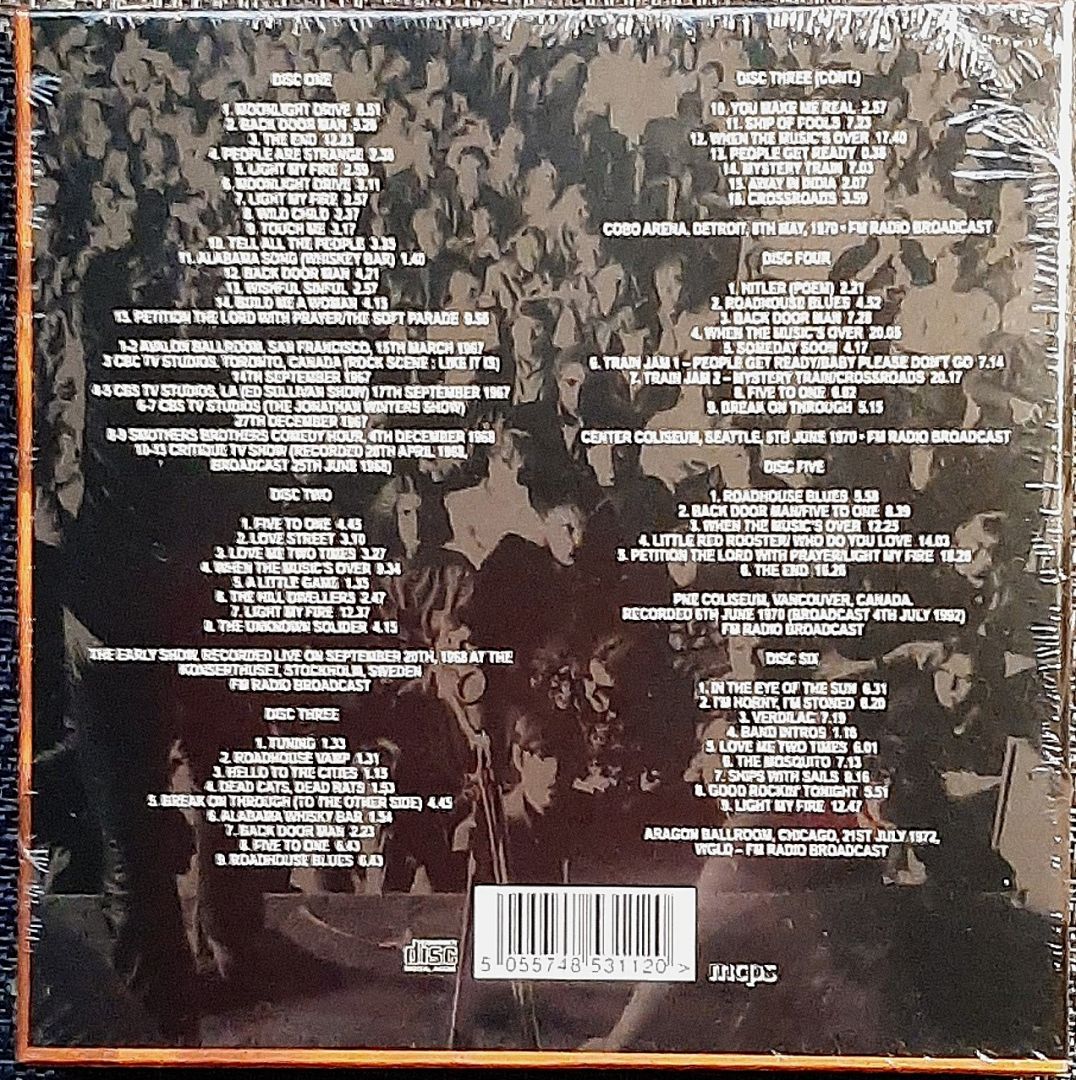 DISC ONE
1. MOONLIGHT DRIVE 6.51
2. BACK DOOR MAN 5.26
3. THE END 12.23
4. PEOPLE ARE STRANGE 2.38
5. LIGHT MY FIRE 2.59
6. MOONLIGHT DRIVE 3.11
7. LIGHT MY FIRE 2.57
8. WILD CHILD 2.37
9. TOUCH ME 3.17
10. TELL ALL THE PEOPLE 3.35
11. ALABAMA SONG (WHISKEY BAR) 1.40
12. BACK DOOR MAN 4.21
13. WISHFUL SINFUL 2.57
14. BUILD ME A WOMAN 4.15
15. PETITION THE LORD WITH PRAYER/THE SOFT PARADE 9.56
1-2 AVALON BALLROOM, SAN FRANCISCO, 15TH MARCH 1967
3 CBC TV STUDIOS, TORONTO, CANADA (ROCK SCENE : LIKE IT IS)
14TH SEPTEMBER 1967
4-5 CBS TV STUDIOS, LA (ED SULLIVAN SHOW) 17TH SEPTEMBER 1967
6-7 CBS TV STUDIOS (THE JONATHAN WINTERS SHOW)
27TH DECEMBER 1967
8-9 SMOTHERS BROTHERS COMEDY HOUR, 4TH DECEMBER 1968
10-13 CRITIQUE TV SHOW (RECORDED 28TH APRIL 1969,
BROADCAST 25TH JUNE 1969)
DISC TWO
1. FIVE TO ONE 4.45
2. LOVE STREET 3.10
3. LOVE ME TWO TIMES 3.27
4. WHEN THE MUSIC'S OVER 9.34
5. A LITTLE GAME 1.35
6. THE HILL DWELLERS 2.47
7. LIGHT MY FIRE 12.37
8. THE UNKNOWN SOLIDER 4.15
THE EARLY SHOW. RECORDED LIVE ON SEPTEMBER 20TH, 1968 AT THE
KONSERTHUSET, STOCKHOLM, SWEDEN
FM RADIO BROADCAST
DISC THREE
1. TUNING 1.33
2. ROADHOUSE VAMP 1.31
3. HELLO TO THE CITIES 1.15
4. DEAD CATS, DEAD RATS 1.53
5. BREAK ON THROUGH (TO THE OTHER SIDE) 4.45
6. ALABAMA WHISKY BAR 1.54
7. BACK DOOR MAN 2.23
8. FIVE TO ONE 6.43
9. ROADHOUSE BLUES 6.43
DISC THREE (CONT.)
10. YOU MAKE ME REAL 2.57
11. SHIP OF FOOLS 7.23
12. WHEN THE MUSIC'S OVER 17.40
13. PEOPLE GET READY 0.36
14. MYSTERY TRAIN 7.03
15. AWAY IN INDIA 2.07
16. CROSSROADS 3.59
COBO ARENA, DETROIT, 8TH MAY, 1970 - FM RADIO BROADCAST
DISC FOUR
1. HITLER (POEM) 2.21
2. ROADHOUSE BLUES 4.52
3. BACK DOOR MAN 7.28
4. WHEN THE MUSIC'S OVER 20.05
5. SOMEDAY SOON 4.17
6. TRAIN JAM 1 – PEOPLE GET READY/BABY PLEASE DON'T GO 7.14
7. TRAIN JAM 2 – MYSTERY TRAIN/CROSSROADS 20.17
8. FIVE TO ONE 6.02
9. BREAK ON THROUGH 5.15
CENTER COLISEUM, SEATTLE, 5TH JUNE 1970 - FM RADIO BROADCAST
DISC FIVE
1. ROADHOUSE BLUES 5.58
2. BACK DOOR MAN/FIVE TO ONE 8.39
3. WHEN THE MUSIC'S OVER 12.25
4. LITTLE RED ROOSTER/WHO DO YOU LOVE 14.03
5. PETITION THE LORD WITH PRAYER/LIGHT MY FIRE
6. THE END
PNE COLISEUM, VANCOUVER, CANADA.
RECORDED 6TH JUNE 1970 (BROADCAST 4TH JULY 1992)
FM RADIO BROADCAST
DISC SIX
1. IN THE EYE OF THE SUN 6.31
2. I'M HORNY, I'M STONED 6.20
3. VERDILAC 7.19
4. BAND INTROS 1.16
5. LOVE ME TWO TIMES 6.01
6. THE MOSQUITO 7.13
7. SHIPS WITH SAILS 9.16
8. GOOD ROCKIN' TONIGHT 5.51
9. LIGHT MY FIRE 12.47
ARAGON BALLROOM, CHICAGO, 21ST JULY 1972,
WGLD – FM RADIO BROADCAST
disc
5 055748 531120 >
mcps